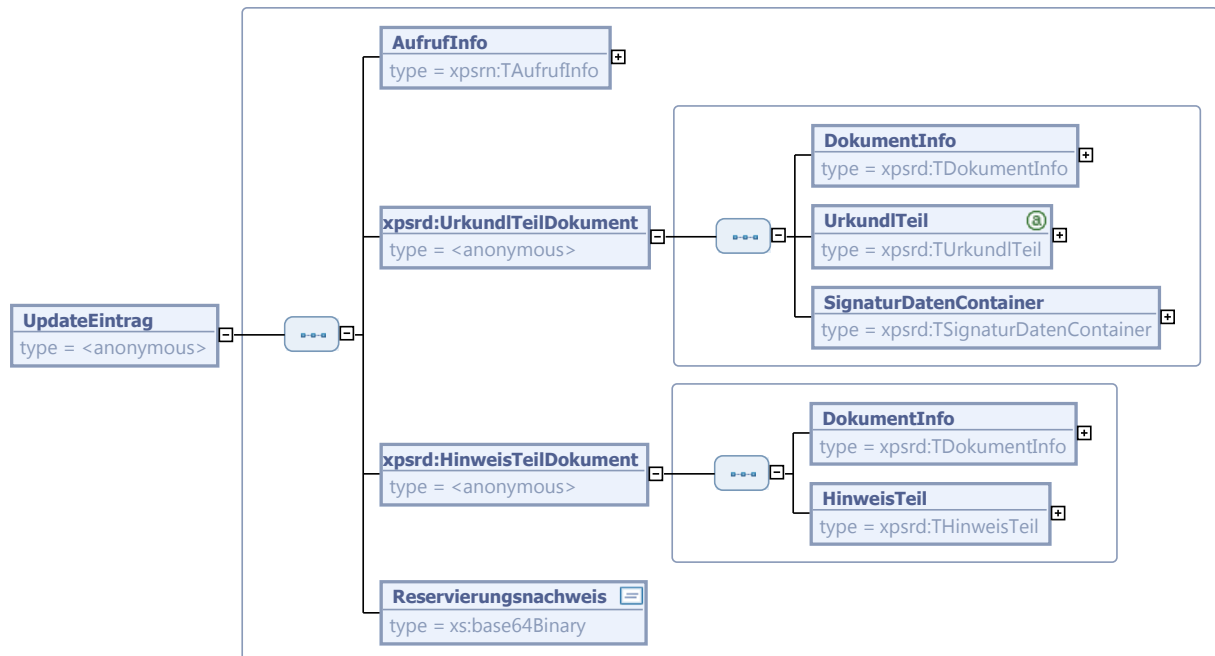 AufrufInfo
type = xpsrn:TAufrufInfo
DokumentInfo
type = xpsrd:TDokumentInfo
xpsrd:UrkundlTeilDokument
type = <anonymous>
UrkundlTeil
type = xpsrd:TUrkundlTeil
SignaturDatenContainer
type = xpsrd:TSignaturDatenContainer
UpdateEintrag
type = <anonymous>
DokumentInfo
type = xpsrd:TDokumentInfo
xpsrd:HinweisTeilDokument
type = <anonymous>
HinweisTeil
type = xpsrd:THinweisTeil
Reservierungsnachweis
type = xs:base64Binary